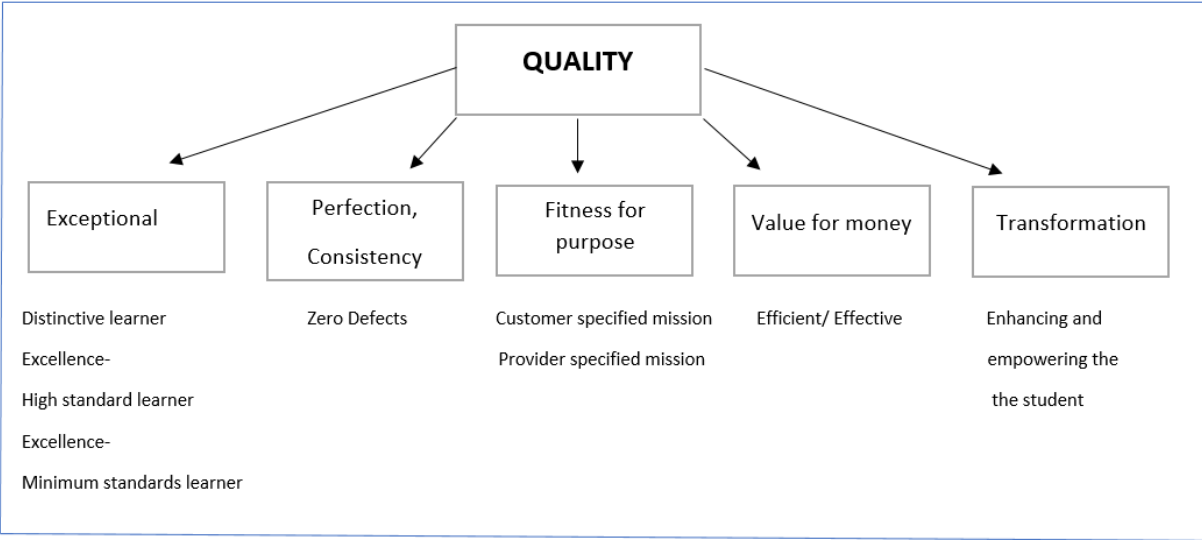 QUALITY
Exceptional
Perfection,
Consistency
Fitness for
purpose
Value for money
Transformation
Distinctive learner
Excellence-
High standard learner
Excellence-
Minimum standards learner
Zero Defects
Customer specified mission
Provider specified mission
Efficient/ Effective
Enhancing and
empowering the
the student